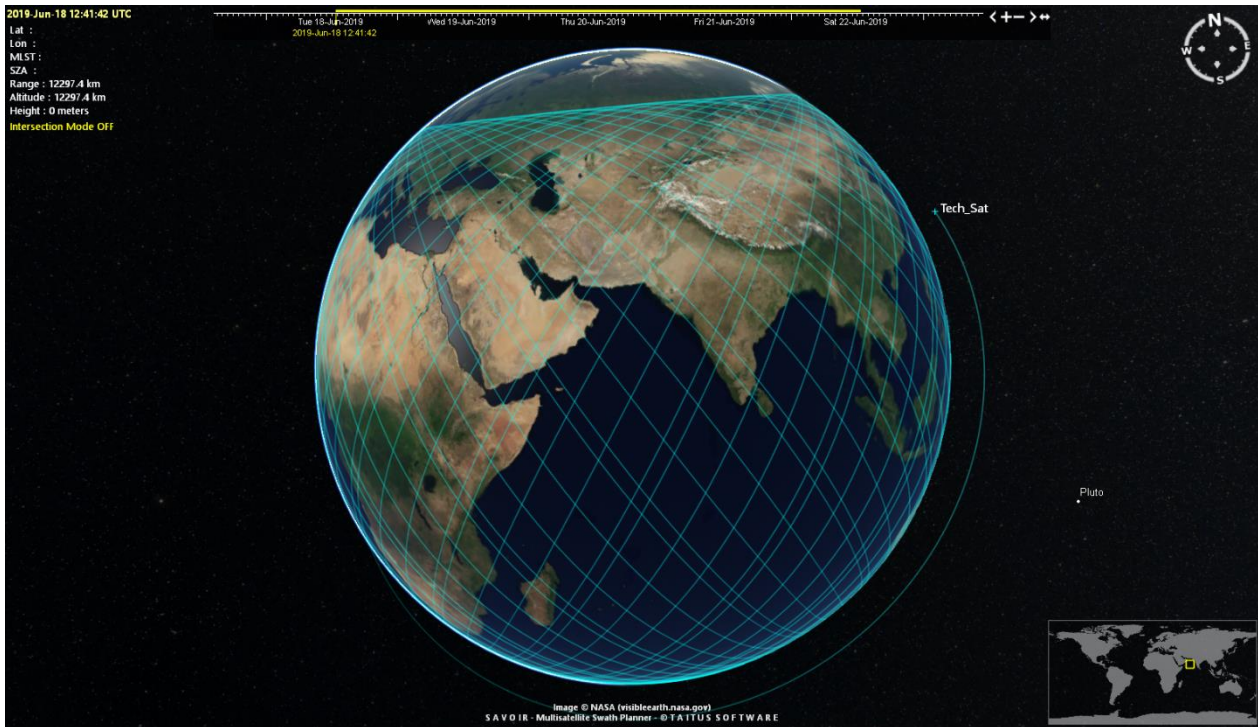 2019-Jun-18 12:41:42 UTC
Lat :
Lon :
MLST :
SZA :
Range : 12297.4 km
Altitude : 12297.4 km
Height : 0 meters
Intersection Mode OFF
Tue 18-Jun-2019 Wed 19-Jun-2019 Thu 20-Jun-2019 Fri 21-Jun-2019 Sat 22-Jun-2019
2019-Jun-18 12:41:42
N
W E
S
Tech_Sat
Pluto
Image © NASA (visibleearth.nasa.gov)
S A V O I R - Multisatellite Swath Planner - © T A I T U S S O F T W A R E